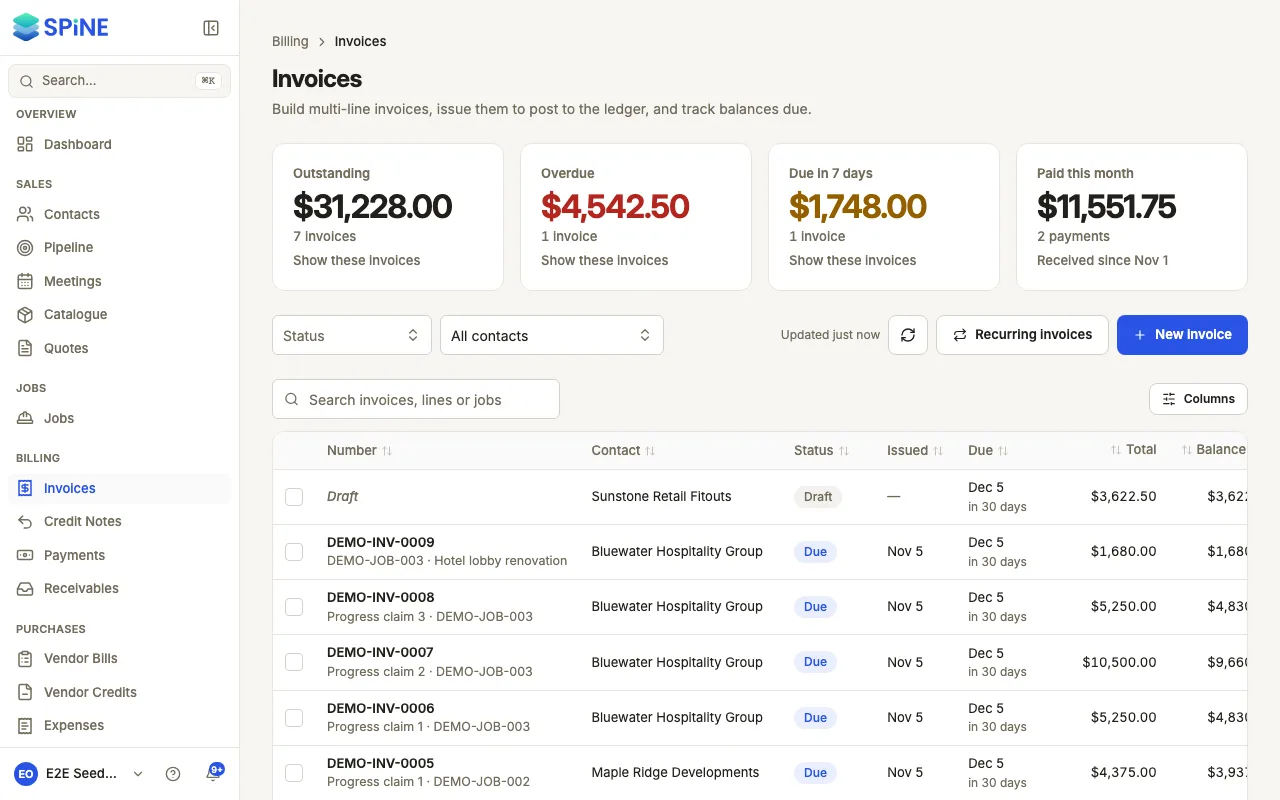 SPiNE
Search...
⌘K
OVERVIEW
Dashboard
SALES
Contacts
Pipeline
Meetings
Catalogue
Quotes
JOBS
Jobs
BILLING
Invoices
Credit Notes
Payments
Receivables
PURCHASES
Vendor Bills
Vendor Credits
Expenses
EO E2E Seed...
9+
Billing > Invoices
Invoices
Build multi-line invoices, issue them to post to the ledger, and track balances due.
Outstanding
$31,228.00
7 invoices
Show these invoices
Overdue
$4,542.50
1 invoice
Show these invoices
Due in 7 days
$1,748.00
1 invoice
Show these invoices
Paid this month
$11,551.75
2 payments
Received since Nov 1
Status
All contacts
Updated just now
Recurring invoices
+ New Invoice
Search invoices, lines or jobs
Columns
Number Contact Status Issued Due Total Balance
Draft Sunstone Retail Fitouts Draft — Dec 5 $3,622.50 $3,622
in 30 days
DEMO-INV-0009 Bluewater Hospitality Group Due Nov 5 Dec 5 $1,680.00 $1,680
DEMO-JOB-003 · Hotel lobby renovation in 30 days
DEMO-INV-0008 Bluewater Hospitality Group Due Nov 5 Dec 5 $5,250.00 $4,830
Progress claim 3 · DEMO-JOB-003 in 30 days
DEMO-INV-0007 Bluewater Hospitality Group Due Nov 5 Dec 5 $10,500.00 $9,660
Progress claim 2 · DEMO-JOB-003 in 30 days
DEMO-INV-0006 Bluewater Hospitality Group Due Nov 5 Dec 5 $5,250.00 $4,830
Progress claim 1 · DEMO-JOB-003 in 30 days
DEMO-INV-0005 Maple Ridge Developments Due Nov 5 Dec 5 $4,375.00 $3,937
Progress claim 1 · DEMO-JOB-002 in 30 days